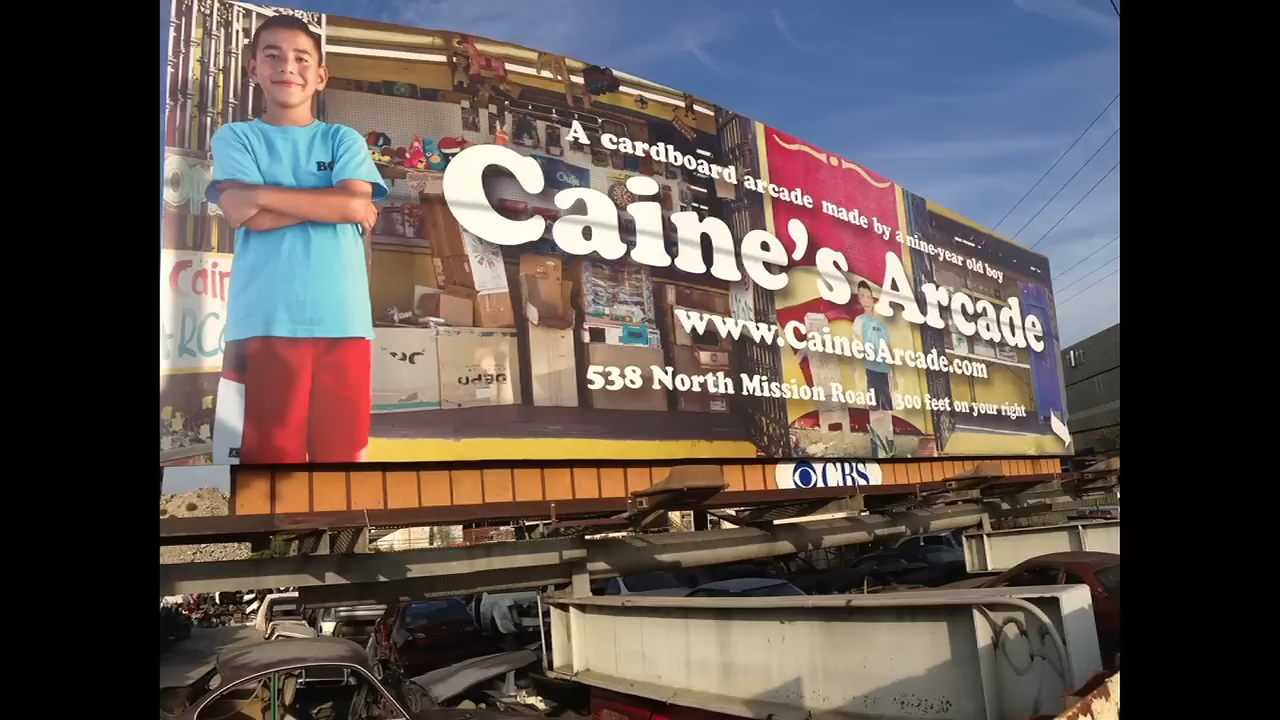 A cardboard arcade made by a nine-year old boy
Caine's Arcade
www.CainesArcade.com
538 North Mission Road 300 feet on your right
Cain
CBS